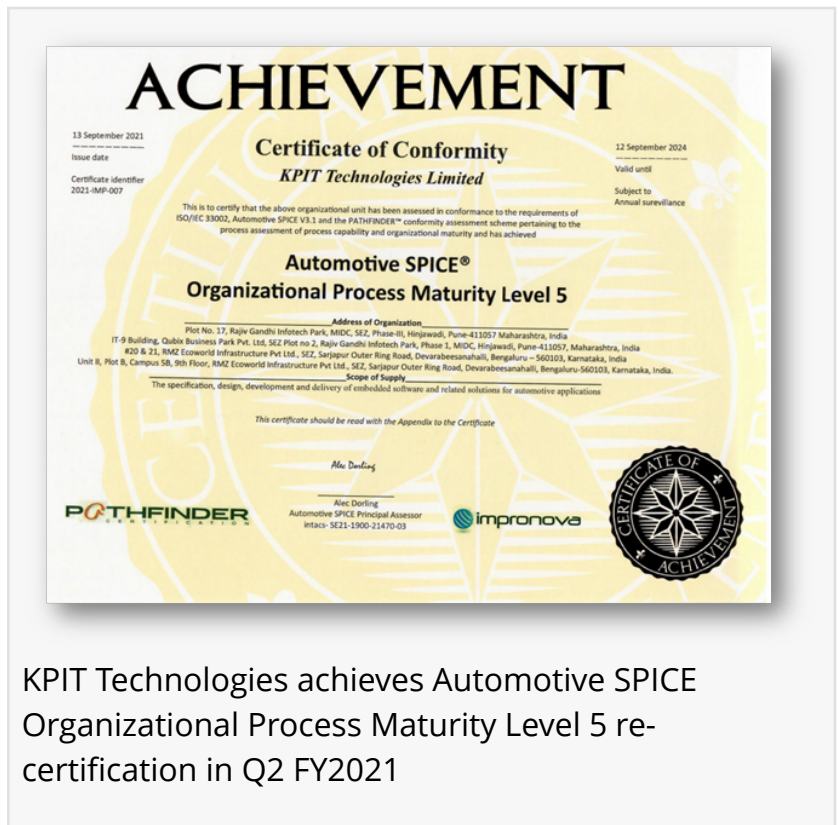 ACHIEVEMENT
13 September 2021
Issue date
Certificate identifier
2021-IMP-007
Certificate of Conformity
KPIT Technologies Limited
12 September 2024
Valid until
Subject to
Annual surevillance
This is to certify that the above organizational unit has been assessed in conformance to the requirements of
ISO/IEC 33002, Automotive SPICE V3.1 and the PATHFINDER™ conformity assessment scheme pertaining to the
process assessment of process capability and organizational maturity and has achieved
Automotive SPICE®
Organizational Process Maturity Level 5
Address of Organization
Plot No. 17, Rajiv Gandhi Infotech Park, MIDC, SEZ, Phase-III, Hinjawadi, Pune-411057 Maharashtra, India
IT-9 Building, Qubix Business Park Pvt. Ltd, SEZ Plot no 2, Rajiv Gandhi Infotech Park, Phase 1, MIDC, Hinjawadi, Pune-411057, Maharashtra, India
#20 & 21, RMZ Ecoworld Infrastructure Pvt Ltd., SEZ, Sarjapur Outer Ring Road, Devarabeesanahalli, Bengaluru – 560103, Karnataka, India
Unit II, Plot B, Campus 5B, 9th Floor, RMZ Ecoworld Infrastructure Pvt Ltd., SEZ, Sarjapur Outer Ring Road, Devarabeesanahalli, Bengaluru-560103, Karnataka, India.
Scope of Supply
The specification, design, development and delivery of embedded software and related solutions for automotive applications
This certificate should be read with the Appendix to the Certificate
Alec Dorling
Alec Dorling
Automotive SPICE Principal Assessor
intacs- SE21-1900-21470-03
PATHFINDER
CERTIFICATION
impronova
CERTIFICATE OF
ACHIEVEMENT
KPIT Technologies achieves Automotive SPICE
Organizational Process Maturity Level 5 re-
certification in Q2 FY2021